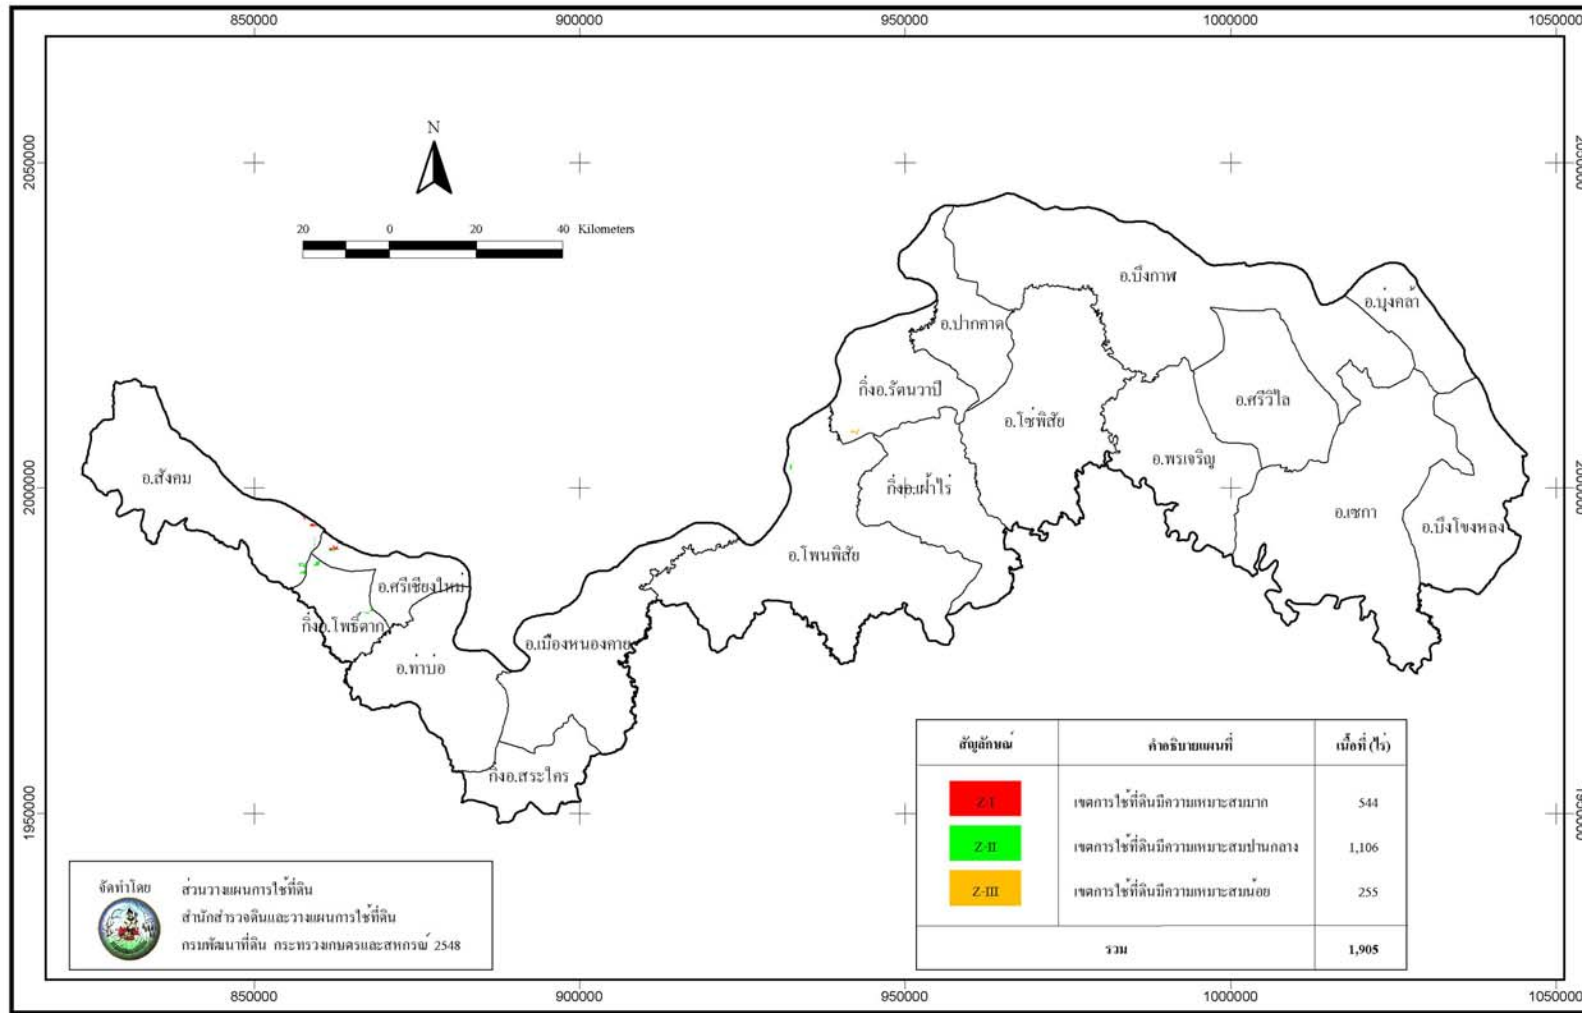 850000 900000 950000 1000000 1050000
N
2050000 2050000
20 0 20 40 Kilometers
อ.บึงกาฬ
อ.บุ่งคล้า
อ.ปากคาด
กิ่งอ.รัตนวาปี
อ.ศรีวิไล
อ.โซ่พิสัย
อ.พรเจริญ
อ.สังคม
2000000 2000000
กิ่งอ.เฝ้าไร่
อ.เซกา
อ.บึงโขงหลง
อ.โพนพิสัย
อ.ศรีเชียงใหม่
กิ่งอ.โพธิ์ตาก
อ.เมืองหนองคาย
อ.ท่าบ่อ
กิ่งอ.สระใคร
1950000 1950000
สัญลักษณ์ คำอธิบายแผนที่ เนื้อที่ (ไร่)
Z-I เขตการใช้ที่ดินมีความเหมาะสมมาก 544
Z-II เขตการใช้ที่ดินมีความเหมาะสมปานกลาง 1,106
Z-III เขตการใช้ที่ดินมีความเหมาะสมน้อย 255
รวม 1,905
จัดทำโดย ส่วนวางแผนการใช้ที่ดิน
สำนักสำรวจดินและวางแผนการใช้ที่ดิน
กรมพัฒนาที่ดิน กระทรวงเกษตรและสหกรณ์ 2548
850000 900000 950000 1000000 1050000